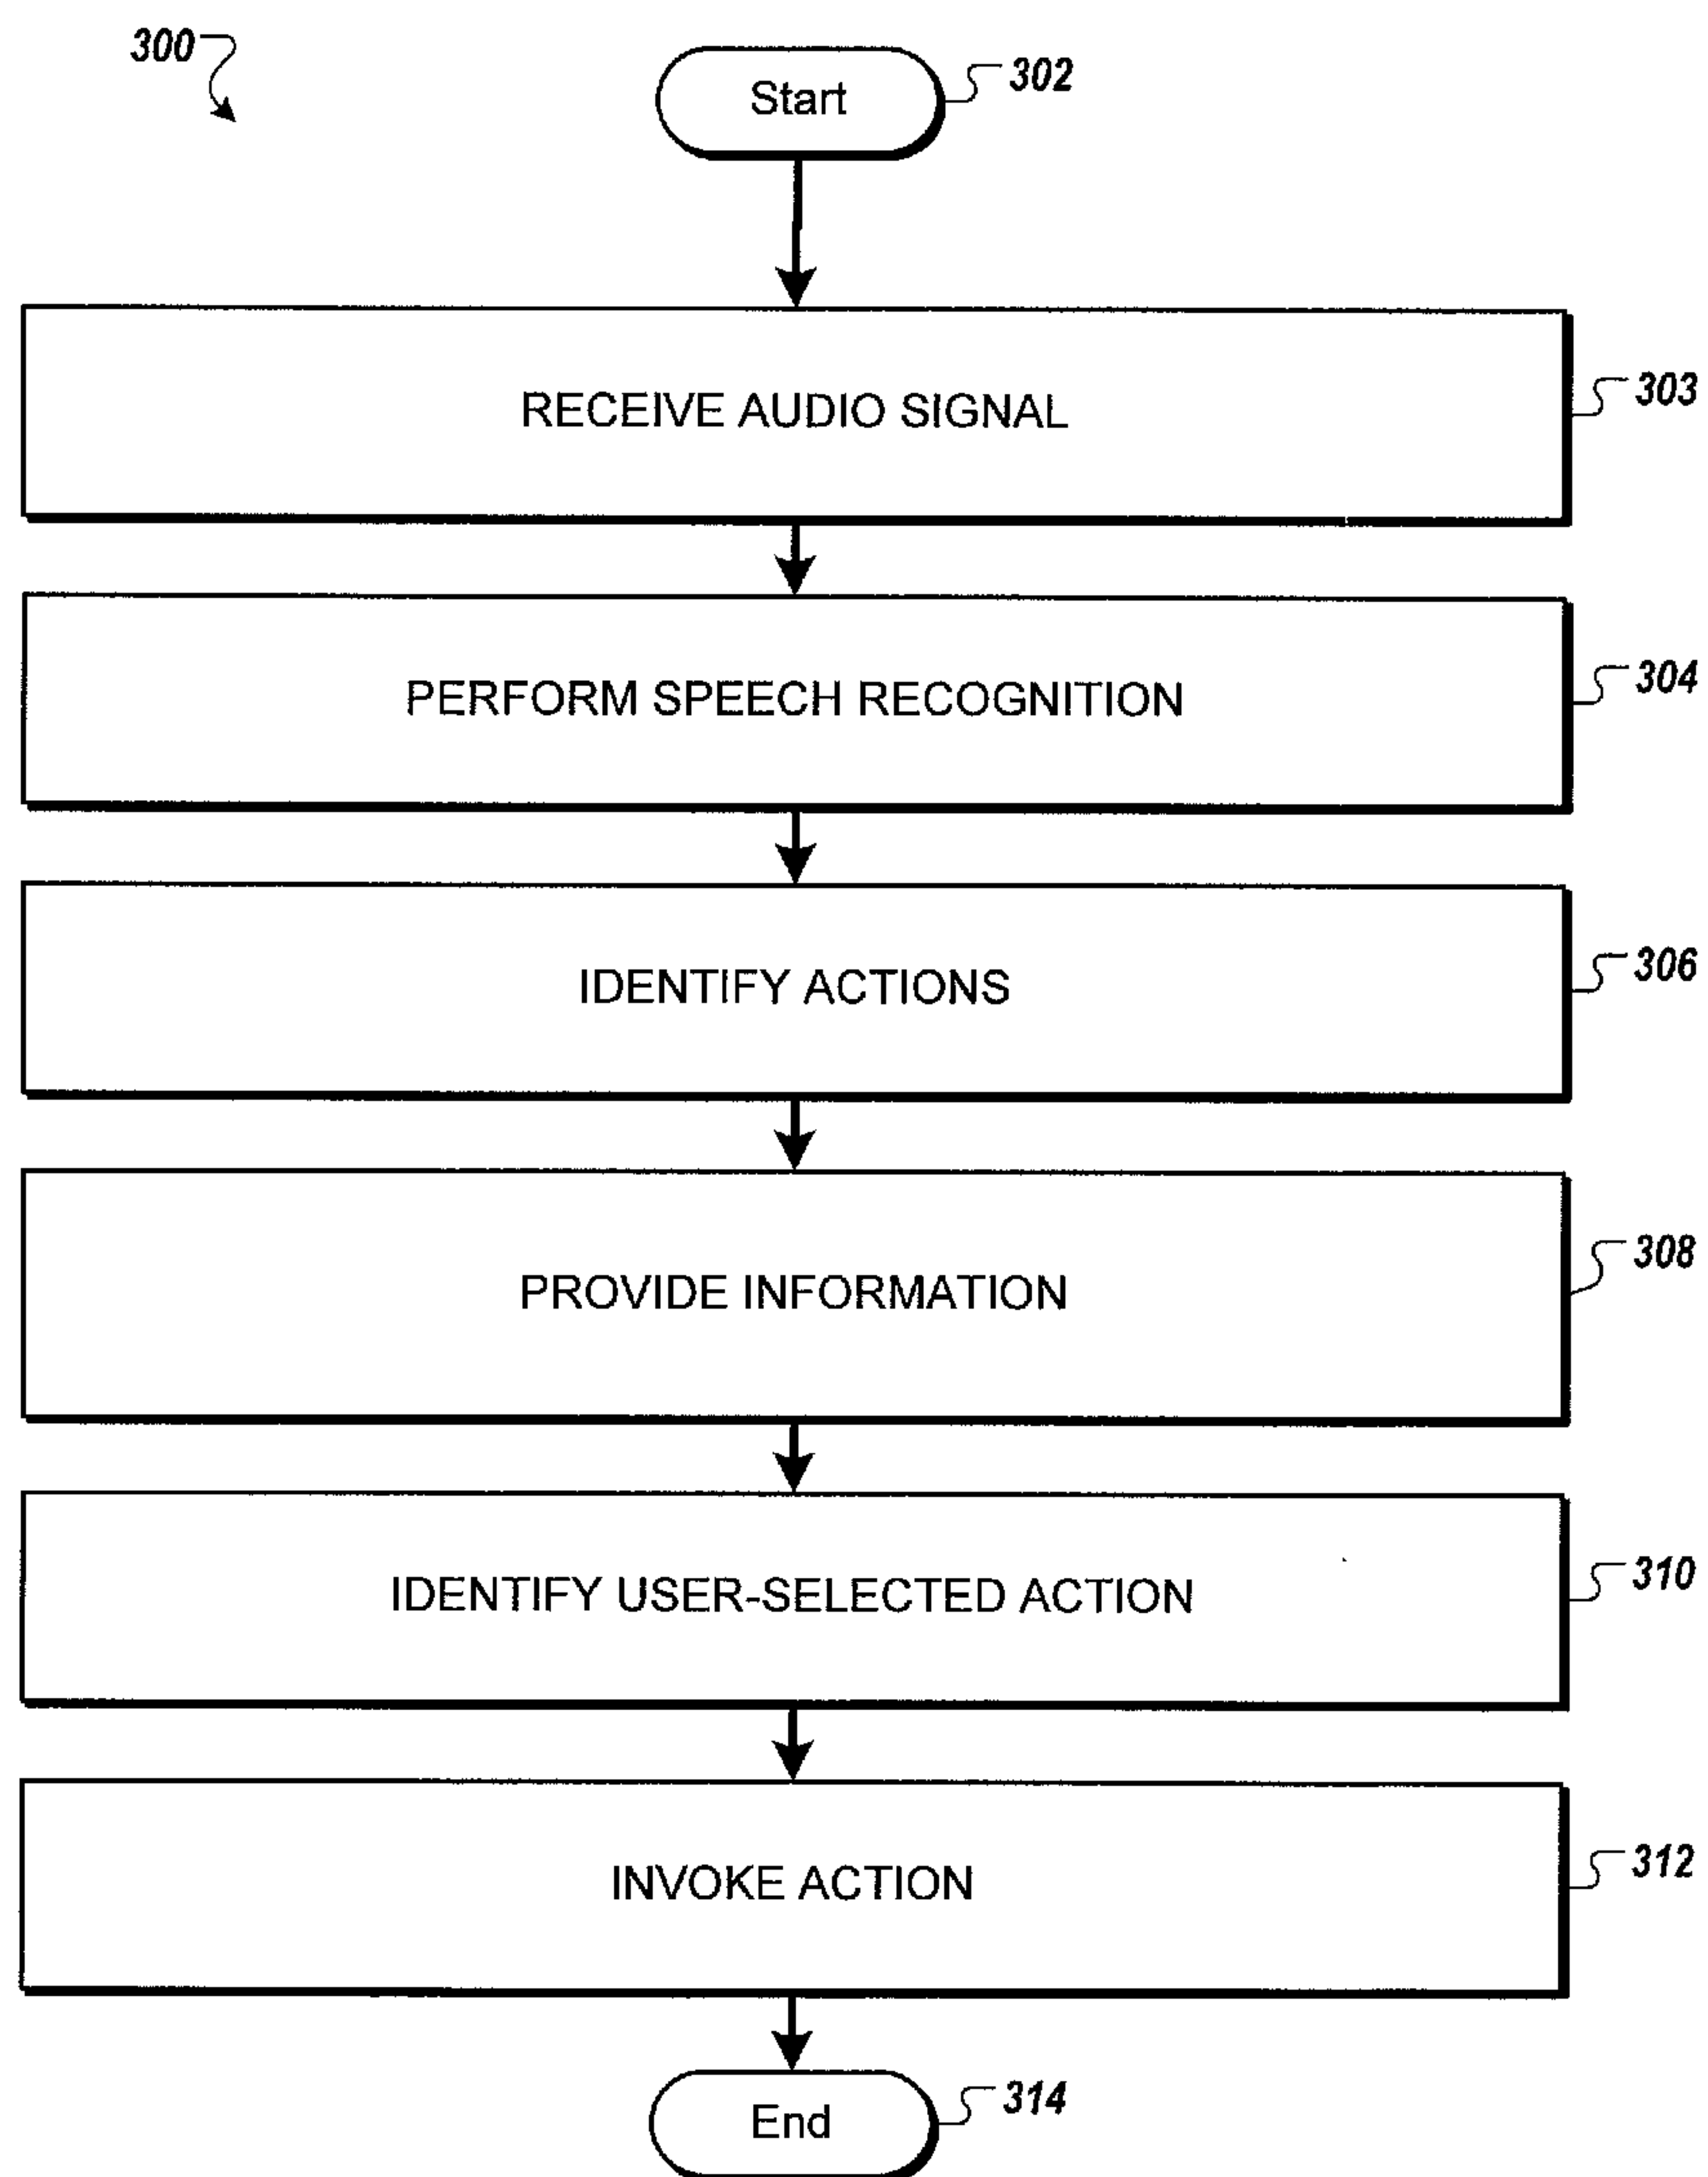 300
Start
302
RECEIVE AUDIO SIGNAL
303
PERFORM SPEECH RECOGNITION
304
IDENTIFY ACTIONS
306
PROVIDE INFORMATION
308
IDENTIFY USER-SELECTED ACTION
310
INVOKE ACTION
312
End
314